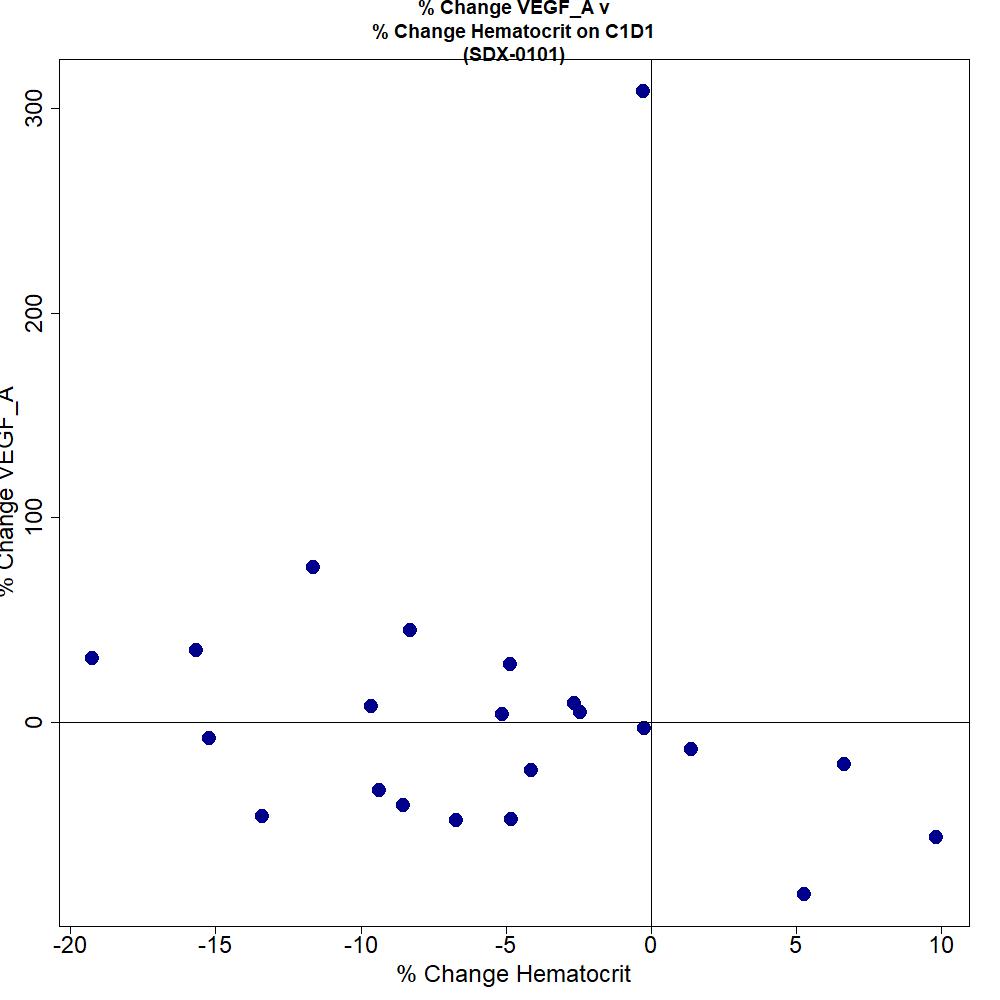 % Change VEGF_A v
% Change Hematocrit on C1D1
(SDX-0101)
300
200
100
0
% Change VEGF_A
-20 -15 -10 -5 0 5 10
% Change Hematocrit